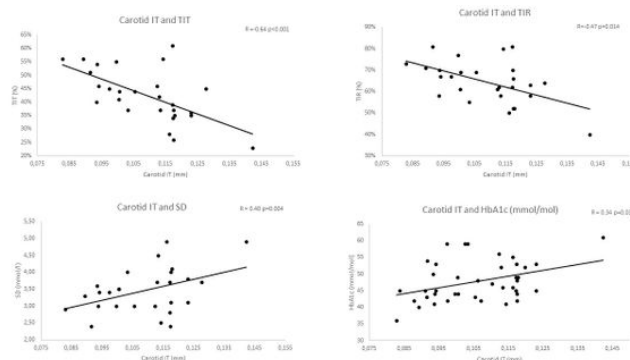 Carotid IT and TIT
R = -0.64 p<0.001
65%
60%
55%
50%
45%
40%
35%
30%
25%
20%
TIT (%)
0,075 0,085 0,095 0,105 0,115 0,125 0,135 0,145 0,155
Carotid IT (mm)
Carotid IT and TIR
R=-0.47 p=0.014
90%
80%
70%
60%
50%
40%
30%
TIR (%)
0,075 0,085 0,095 0,105 0,115 0,125 0,135 0,145
Carotid IT (mm)
Carotid IT and SD
5,50
5,00
4,50
4,00
3,50
3,00
2,50
2,00
SD (mmol/l)
0,075 0,085 0,095 0,105 0,115 0,125 0,135 0,145 0,155
Carotid IT (mm)
Carotid IT and HbA1c (mmol/mol)
65
60
55
50
45
40
35
30
HbA1c (mmol/mol)
0,075 0,085 0,095 0,105 0,115 0,125 0,135 0,145
Carotid IT (mm)